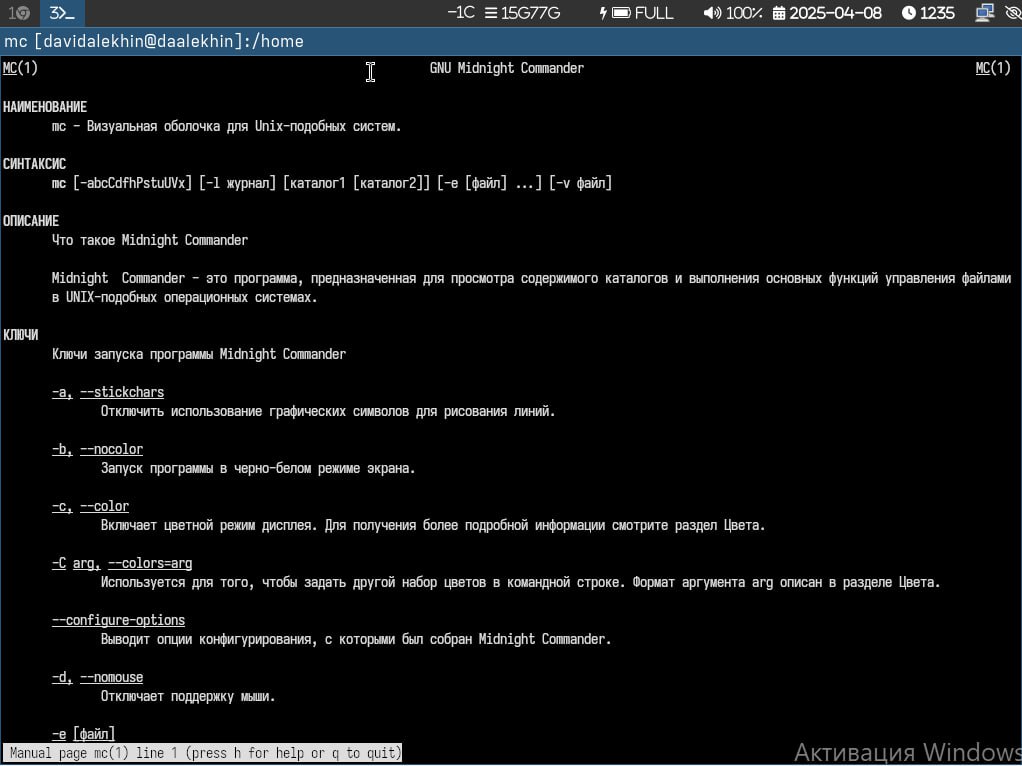 1 3 -1C 15G77G FULL 100% 2025-04-08 1235
mc [davidalekhin@daalekhin]:/home
MC(1) GNU Midnight Commander MC(1)
НАИМЕНОВАНИЕ
mc - Визуальная оболочка для Unix-подобных систем.
СИНТАКСИС
mc [-abcCdfhPstuUVx] [-l журнал] [каталог1 [каталог2]] [-e [файл] ...] [-v файл]
ОПИСАНИЕ
Что такое Midnight Commander
Midnight Commander - это программа, предназначенная для просмотра содержимого каталогов и выполнения основных функций управления файлами
в UNIX-подобных операционных системах.
КЛЮЧИ
Ключи запуска программы Midnight Commander
-a, --stickchars
Отключить использование графических символов для рисования линий.
-b, --nocolor
Запуск программы в черно-белом режиме экрана.
-c, --color
Включает цветной режим дисплея. Для получения более подробной информации смотрите раздел Цвета.
-C arg, --colors=arg
Используется для того, чтобы задать другой набор цветов в командной строке. Формат аргумента arg описан в разделе Цвета.
--configure-options
Выводит опции конфигурирования, с которыми был собран Midnight Commander.
-d, --nomouse
Отключает поддержку мыши.
-e [файл]
Manual page mc(1) line 1 (press h for help or q to quit)
Активация Windows